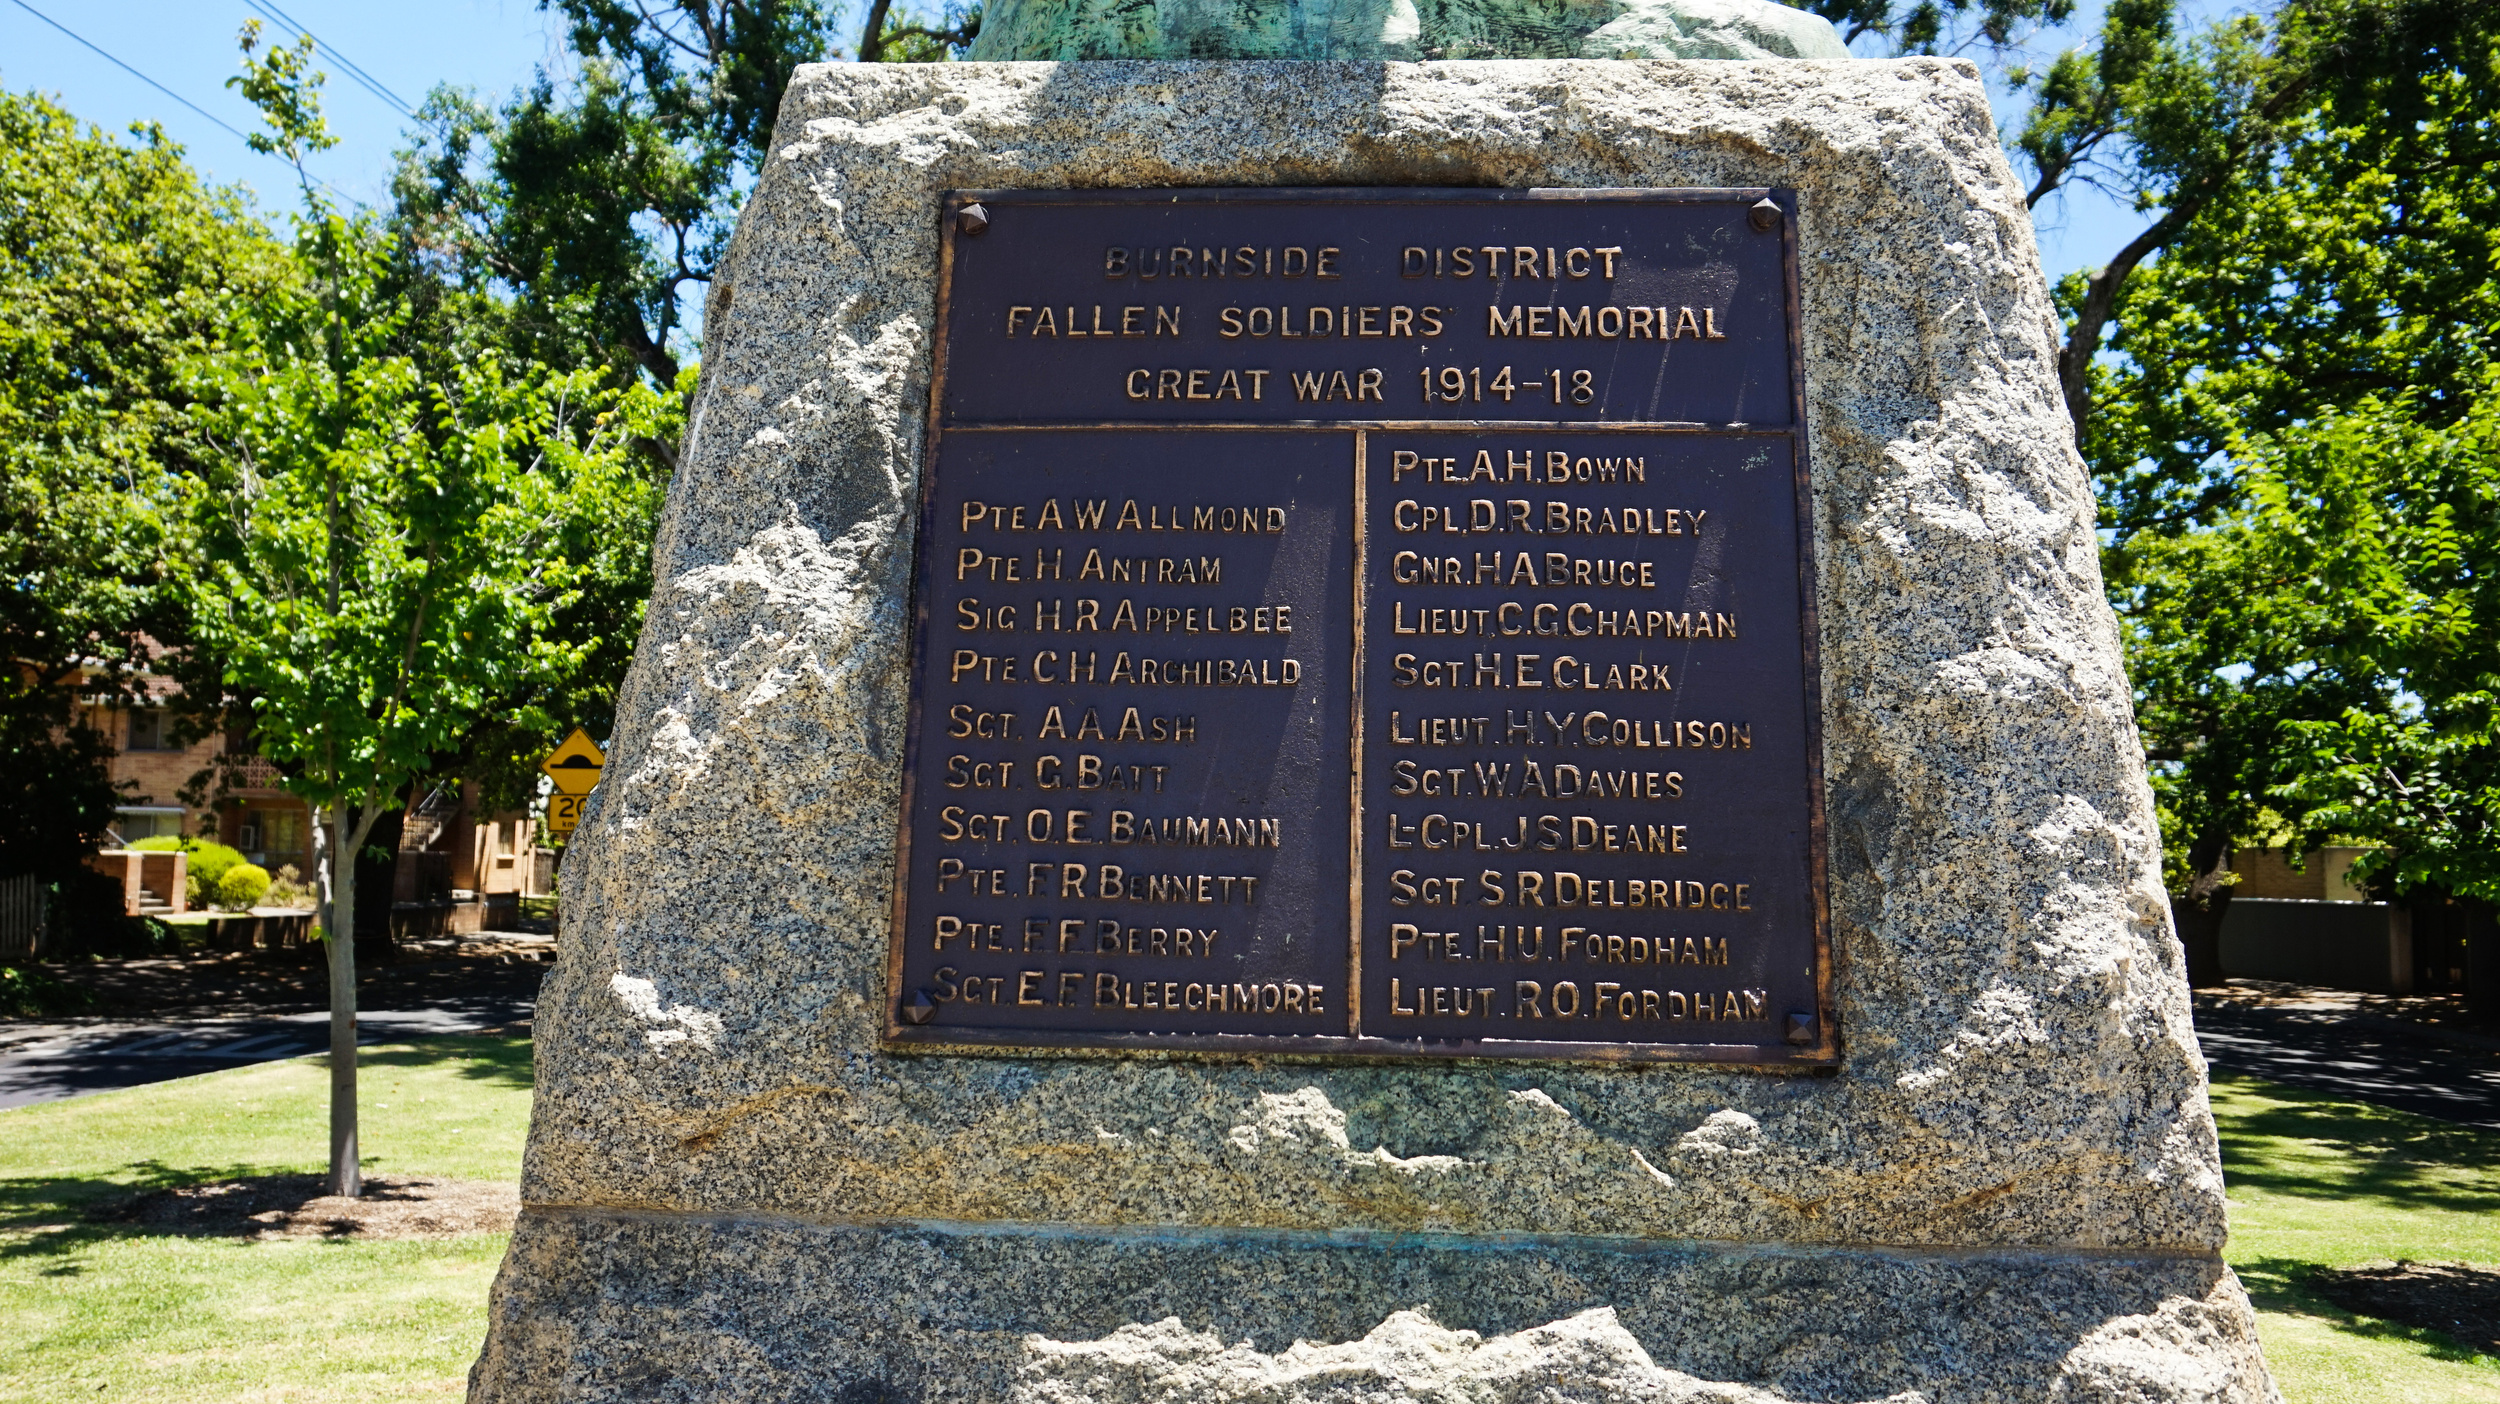 BURNSIDE DISTRICT
FALLEN SOLDIERS' MEMORIAL
GREAT WAR 1914-18
PTE. A. W. ALLMOND
PTE. H. ANTRAM
SIG. H. R. APPELBEE
PTE. C. H. ARCHIBALD
SGT. A. A. ASH
SGT. G. BATT
SGT. O. E. BAUMANN
PTE. F. R. BENNETT
PTE. F. F. BERRY
SGT. E. F. BLEECHMORE
PTE. A. H. BOWN
CPL. D. R. BRADLEY
GNR. H. A. BRUCE
LIEUT. C. G. CHAPMAN
SGT. H. E. CLARK
LIEUT. H. Y. COLLISON
SGT. W. A. DAVIES
L-CPL. J. S. DEANE
SGT. S. R. DELBRIDGE
PTE. H. U. FORDHAM
LIEUT. R. O. FORDHAM
20
km